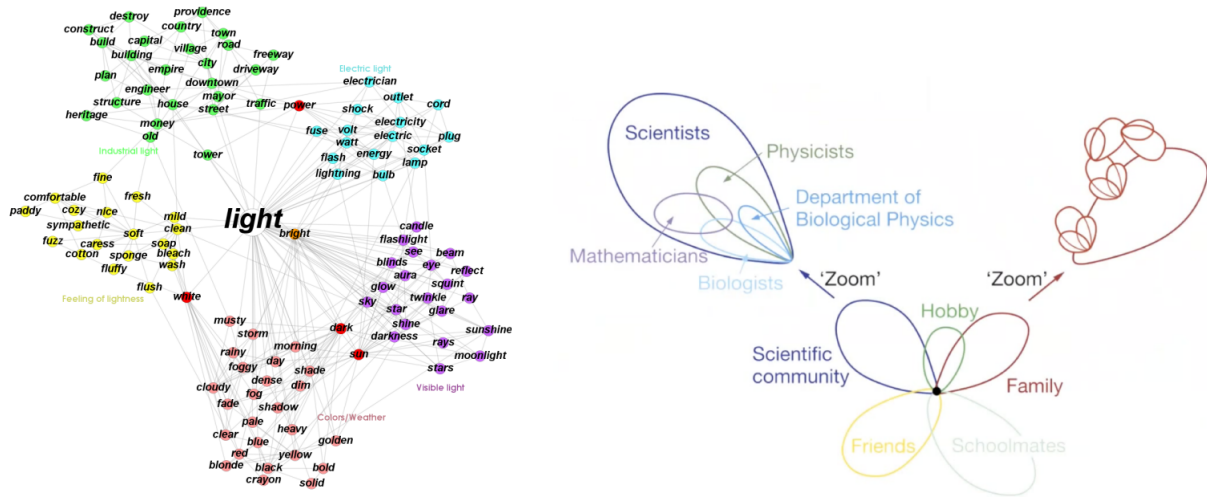 providence
destroy
construct
country
town
build
capital
village
road
building
freeway
city
empire
driveway
plan
downtown
engineer
mayor
structure
house
street
traffic
power
heritage
money
old
Industrial light
tower
Electric light
electrician
outlet
shock
cord
electricity
fuse
volt
electric
plug
watt
socket
flash
energy
lamp
lightning
bulb
fine
comfortable
fresh
paddy
cozy
nice
mild
sympathetic
clean
soft
fuzz
caress
soap
cotton
sponge
bleach
fluffy
wash
flush
Feeling of lightness
white
light
bright
candle
flashlight
see
beam
blinds
eye
reflect
aura
squint
glow
twinkle
ray
sky
star
glare
shine
sunshine
darkness
rays
moonlight
stars
Visible light
dark
sun
musty
storm
morning
rainy
day
foggy
shade
dense
dim
cloudy
fog
fade
shadow
Colors/Weather
pale
heavy
clear
blue
golden
red
yellow
blonde
black
bold
crayon
solid
Scientists
Physicists
Department of
Biological Physics
Mathematicians
Biologists
'Zoom'
'Zoom'
Hobby
Scientific
community
Family
Friends
Schoolmates